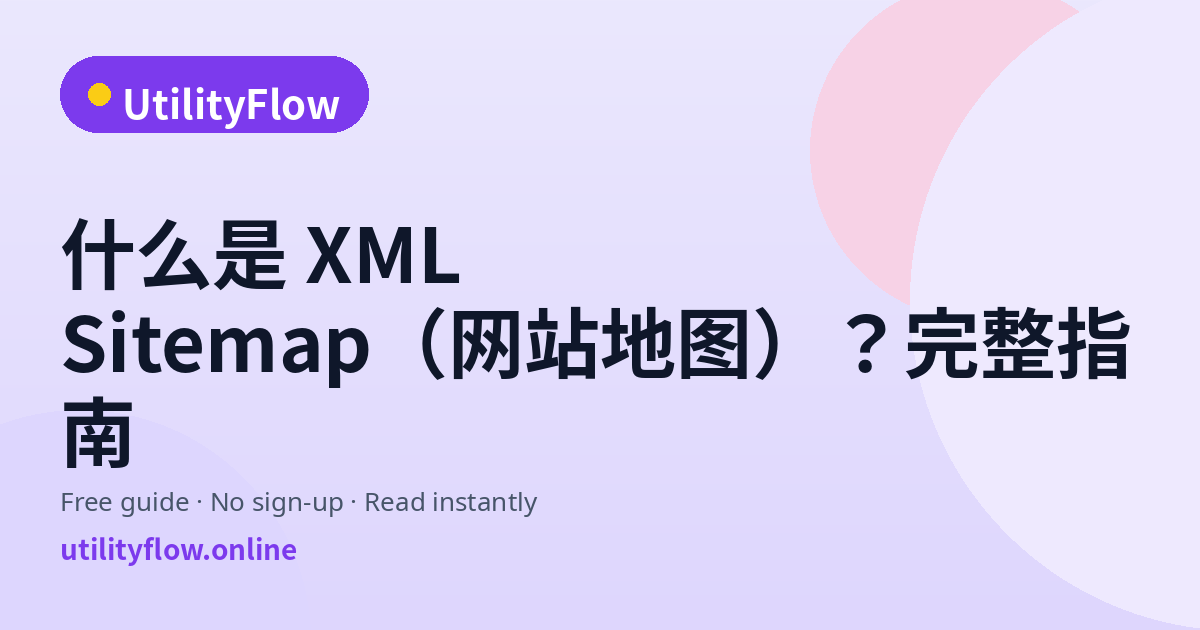 UtilityFlow
什么是 XML
Sitemap（网站地图）？完整指
南
Free guide · No sign-up · Read instantly
utilityflow.online